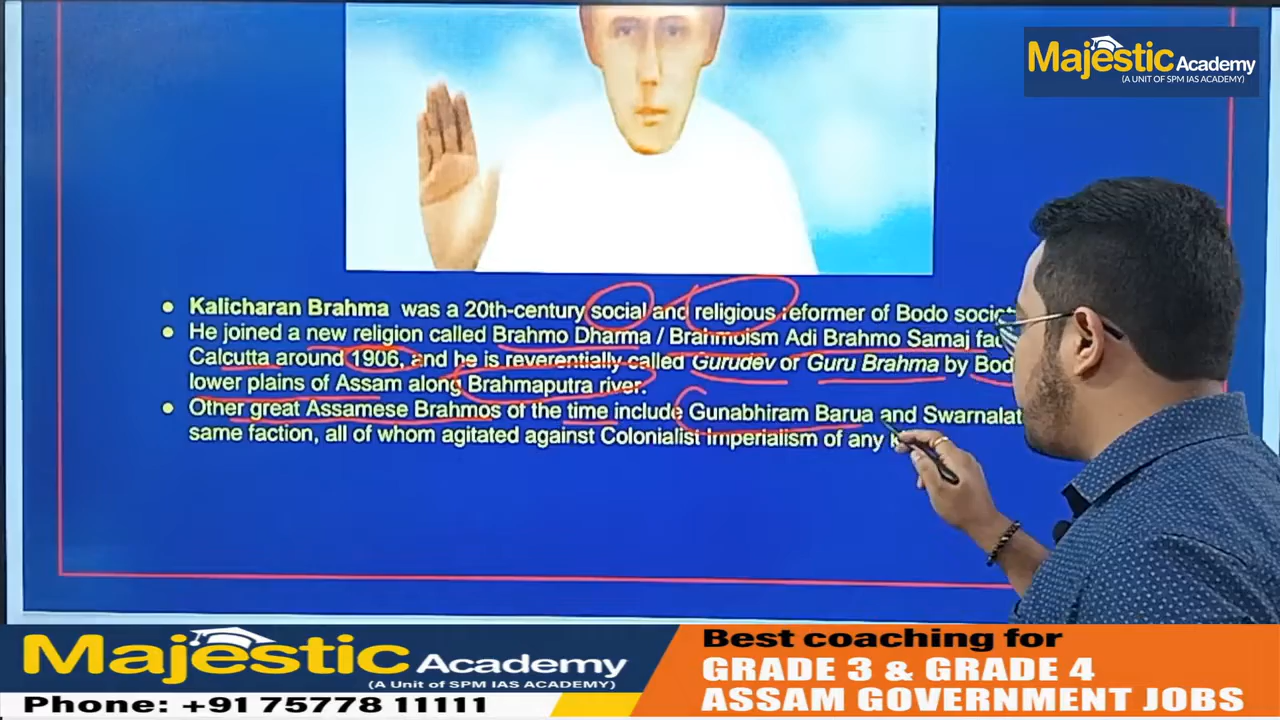 Majestic Academy
(A UNIT OF SPM IAS ACADEMY)
Kalicharan Brahma was a 20th-century social and religious reformer of Bodo
He joined a new religion called Brahmo Dharma / Brahmoism Adi Brahmo Samaj
Calcutta around 1906, and he is reverentially called Gurudev or Guru Brahma by
lower plains of Assam along Brahmaputra river.
Other great Assamese Brahmos of the time include Gunabhiram Barua and
same faction, all of whom agitated against Colonialist Imperialism of any
Majestic Academy
(A Unit of SPM IAS ACADEMY)
Phone: +91 75778 11111
Best coaching for
GRADE 3 & GRADE 4
ASSAM GOVERNMENT JOBS